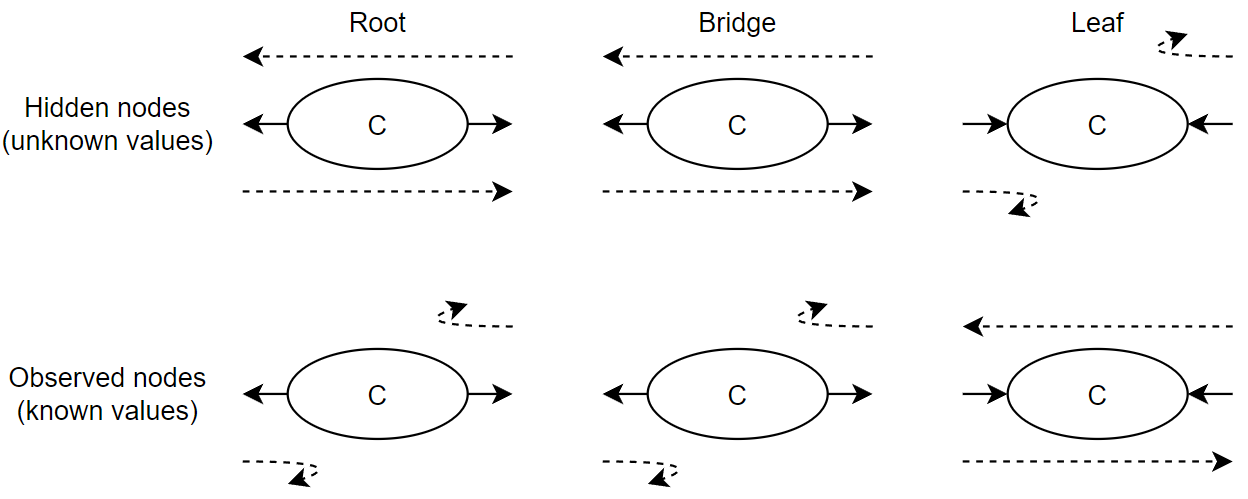 Root
Bridge
Leaf
Hidden nodes
(unknown values)
C
C
C
Observed nodes
(known values)
C
C
C